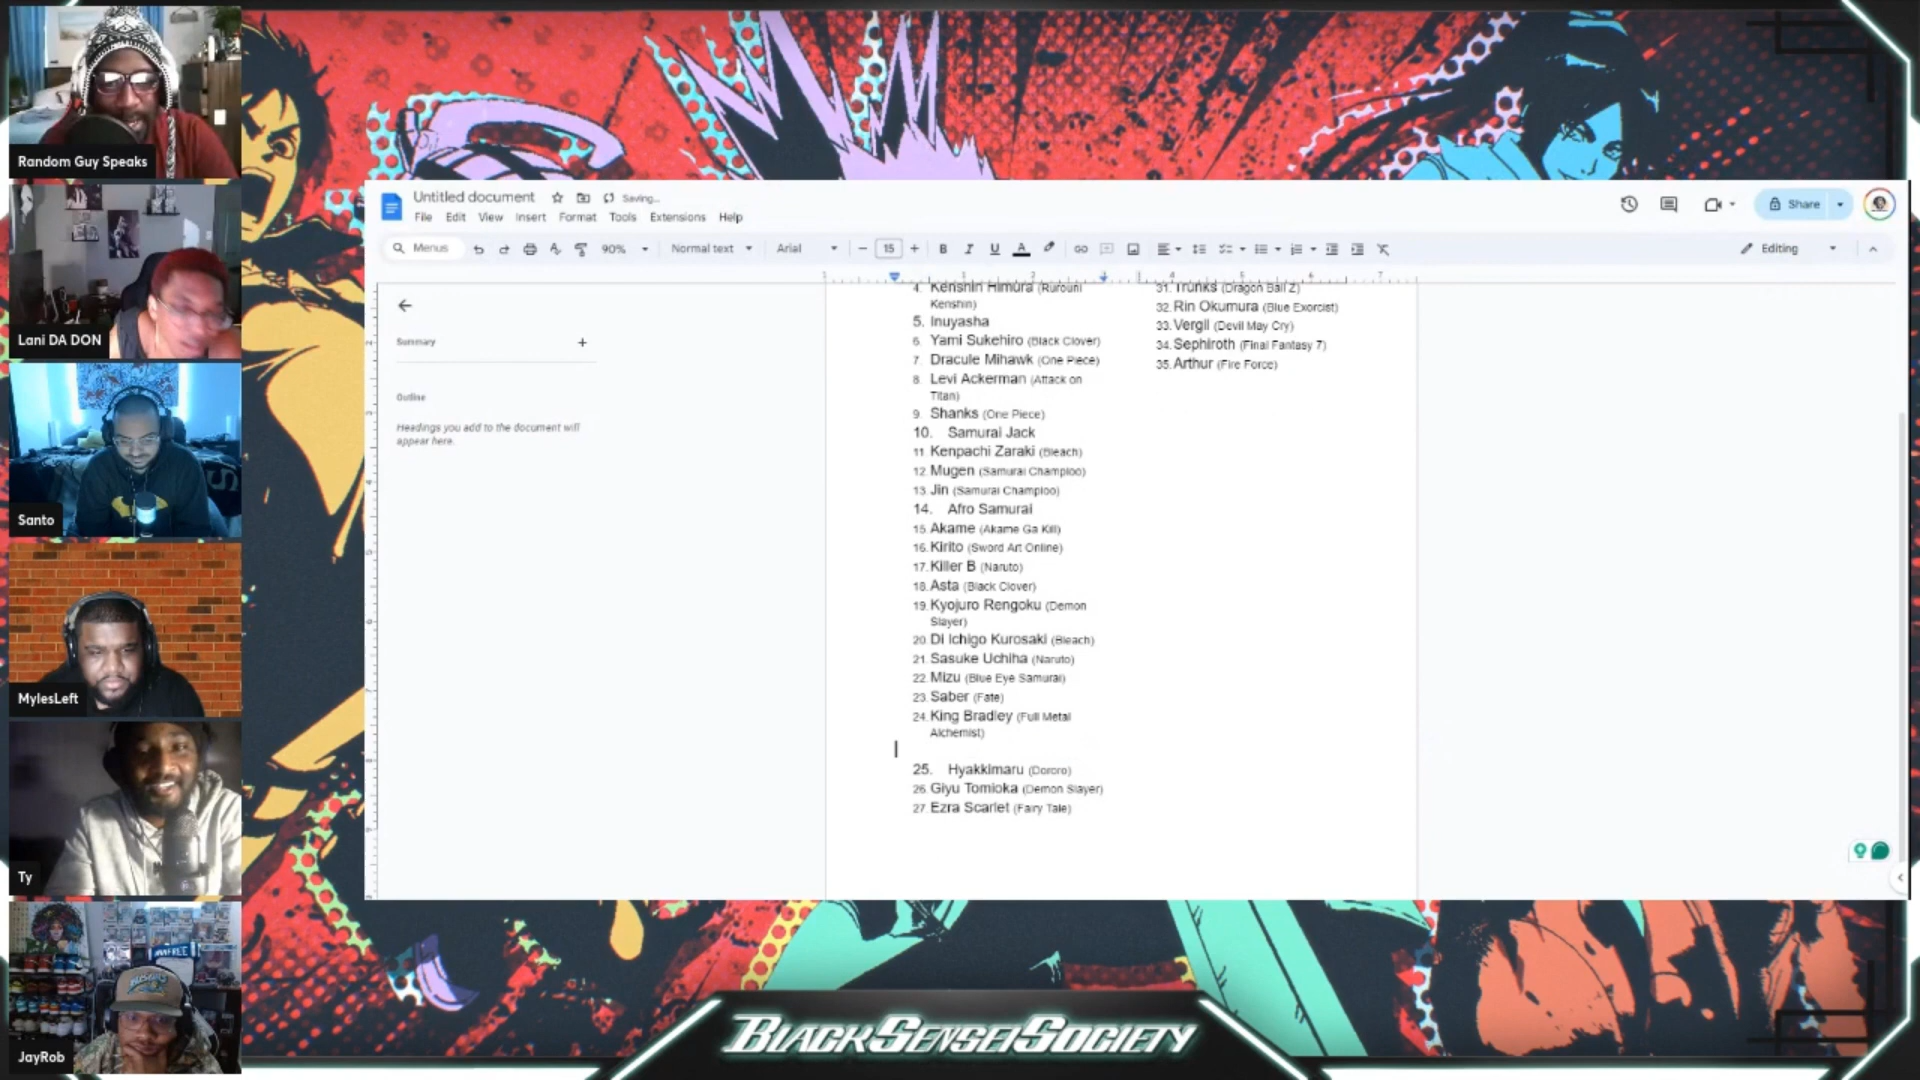 Random Guy Speaks
Lani DA DON
Santo
MylesLeft
Ty
JayRob
Untitled document
Saving...
File Edit View Insert Format Tools Extensions Help
Share
Menus
90%
Normal text
Arial
15
Editing
Summary
Outline
Headings you add to the document will
appear here.
4. Kenshin Himura (Rurouni
Kenshin)
5. Inuyasha
6. Yami Sukehiro (Black Clover)
7. Dracule Mihawk (One Piece)
8. Levi Ackerman (Attack on
Titan)
9. Shanks (One Piece)
10. Samurai Jack
11 Kenpachi Zaraki (Bleach)
12. Mugen (Samurai Champloo)
13. Jin (Samurai Champloo)
14. Afro Samurai
15. Akame (Akame Ga Kill)
16. Kirito (Sword Art Online)
17. Killer B (Naruto)
18. Asta (Black Clover)
19. Kyojuro Rengoku (Demon
Slayer)
20. Di Ichigo Kurosaki (Bleach)
21. Sasuke Uchiha (Naruto)
22. Mizu (Blue Eye Samurai)
23. Saber (Fate)
24. King Bradley (Full Metal
Alchemist)
25. Hyakkimaru (Dororo)
26. Giyu Tomioka (Demon Slayer)
27. Ezra Scarlet (Fairy Tale)
31. Trunks (Dragon Ball Z)
32. Rin Okumura (Blue Exorcist)
33. Vergil (Devil May Cry)
34. Sephiroth (Final Fantasy 7)
35. Arthur (Fire Force)
BLACKSENSEISOCIETY